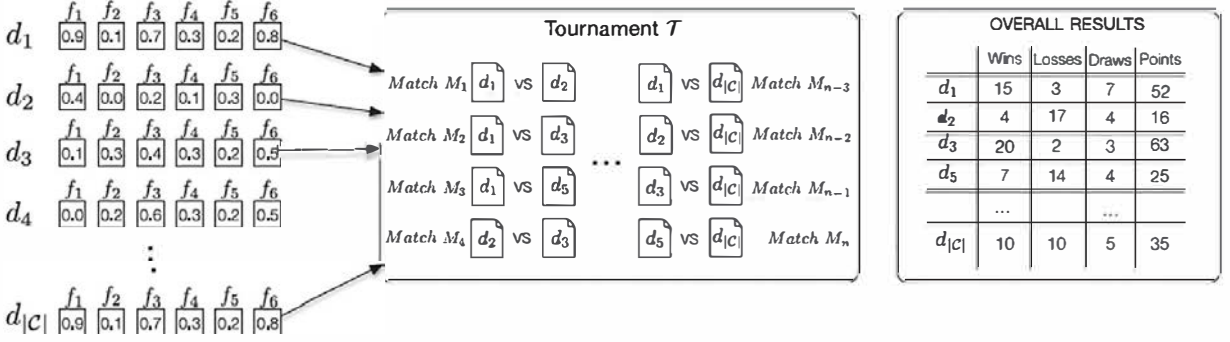 f1 f2 f3 f4 f5 f6
d1 0.9 0.1 0.7 0.3 0.2 0.8
f1 f2 f3 f4 f5 f6
d2 0.4 0.0 0.2 0.1 0.3 0.0
f1 f2 f3 f4 f5 f6
d3 0.1 0.3 0.4 0.3 0.2 0.5
f1 f2 f3 f4 f5 f6
d4 0.0 0.2 0.6 0.3 0.2 0.5
⋮
f1 f2 f3 f4 f5 f6
d|C| 0.9 0.1 0.7 0.3 0.2 0.8
Tournament T
Match M1 d1 VS d2
Match M2 d1 VS d3
Match M3 d1 VS d5
Match M4 d2 VS d3
...
d1 VS d|C| Match Mn−3
d2 VS d|C| Match Mn−2
d3 VS d|C| Match Mn−1
d5 VS d|C| Match Mn
OVERALL RESULTS
Wins Losses Draws Points
d1 15 3 7 52
d2 4 17 4 16
d3 20 2 3 63
d5 7 14 4 25
... ...
d|C| 10 10 5 35